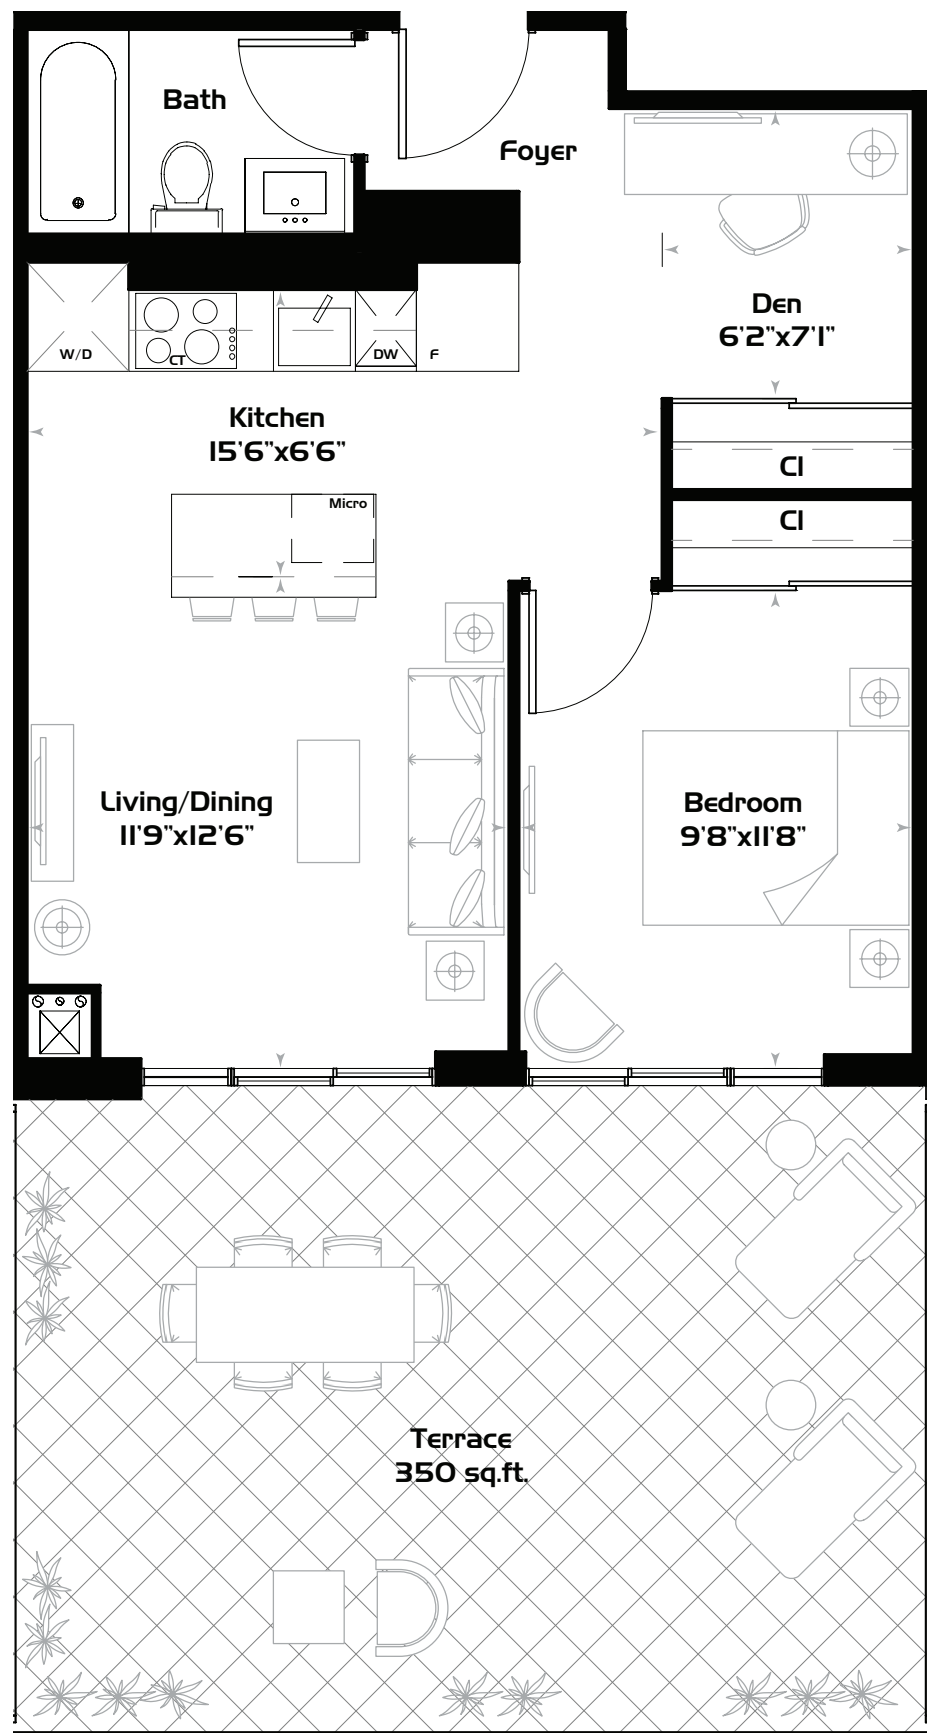 Bath
Foyer
Den
6'2"x7'1"
W/D
CT
DW
F
Kitchen
15'6"x6'6"
Cl
Cl
Micro
Living/Dining
11'9"x12'6"
Bedroom
9'8"x11'8"
Terrace
350 sq.ft.